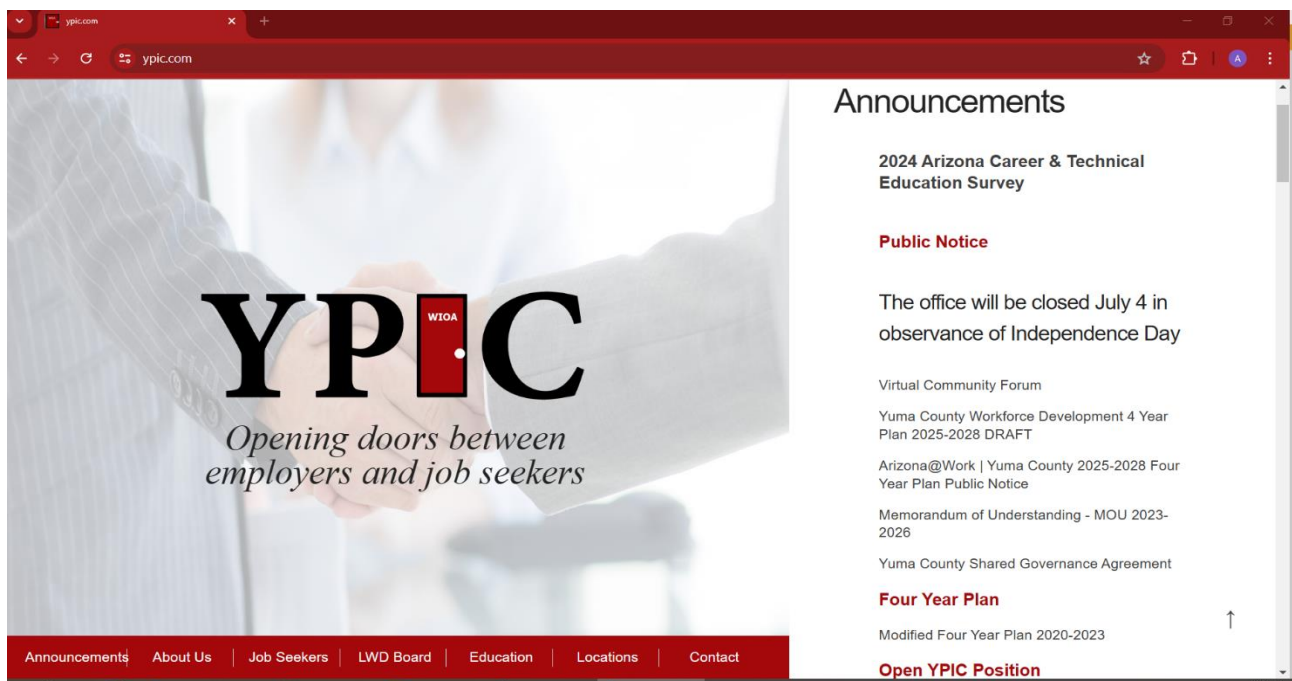 ypic.com
ypic.com
A
YPIC
WIOA
Opening doors between
employers and job seekers
Announcements
About Us
Job Seekers
LWD Board
Education
Locations
Contact
Announcements
2024 Arizona Career & Technical
Education Survey
Public Notice
The office will be closed July 4 in
observance of Independence Day
Virtual Community Forum
Yuma County Workforce Development 4 Year
Plan 2025-2028 DRAFT
Arizona@Work | Yuma County 2025-2028 Four
Year Plan Public Notice
Memorandum of Understanding - MOU 2023-
2026
Yuma County Shared Governance Agreement
Four Year Plan
Modified Four Year Plan 2020-2023
Open YPIC Position